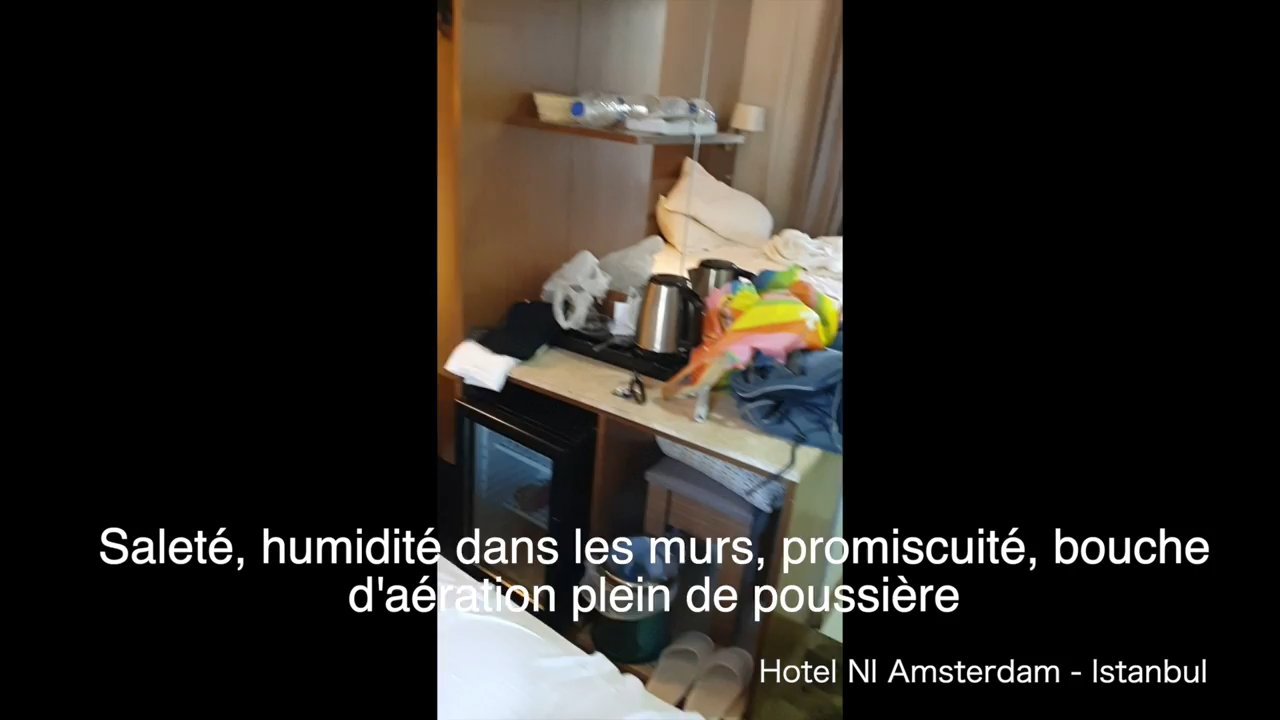 Saleté, humidité dans les murs, promiscuité, bouche
d'aération plein de poussière
Hotel NI Amsterdam - Istanbul